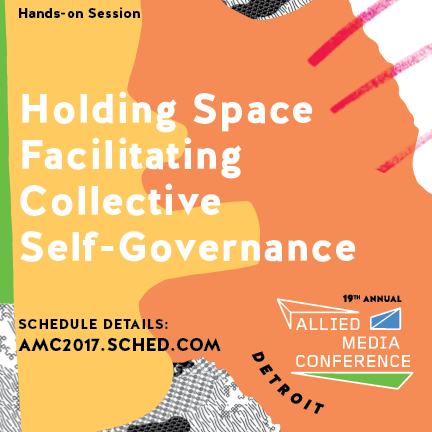 Hands-on Session
Holding Space
Facilitating
Collective
Self-Governance
SCHEDULE DETAILS:
AMC2017.SCHED.COM
19TH ANNUAL
ALLIED
MEDIA
CONFERENCE
DETROIT